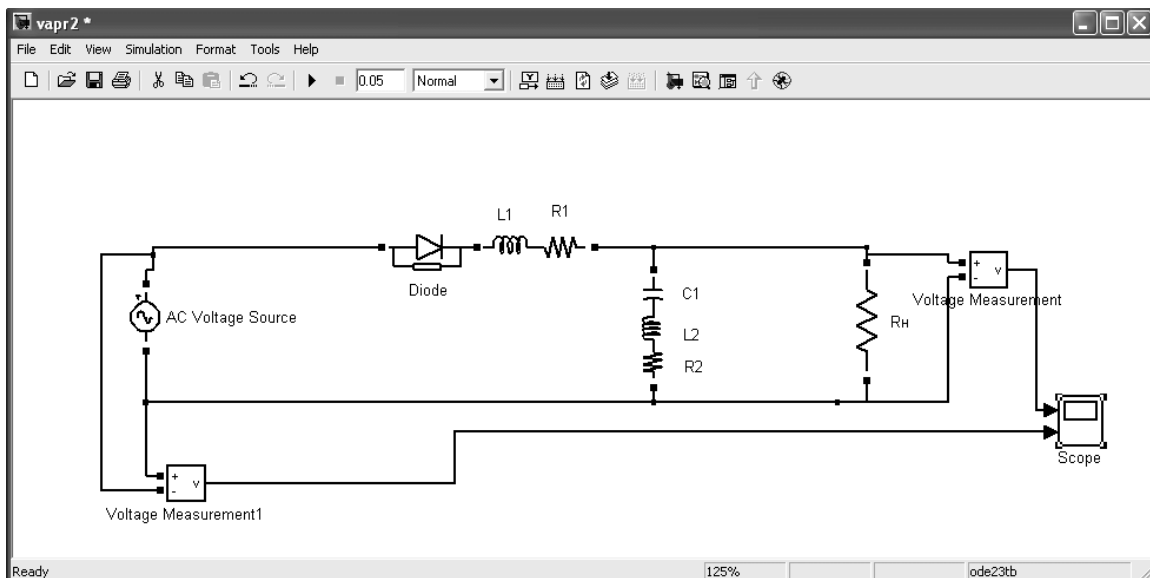 vapr2 *
File Edit View Simulation Format Tools Help
0.05 Normal
L1 R1
Diode
AC Voltage Source
C1
L2
R2
Rн
+
-
v
Voltage Measurement
Scope
+
-
v
Voltage Measurement1
Ready 125% ode23tb